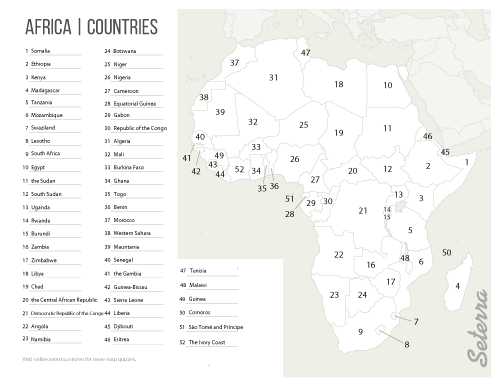 AFRICA | COUNTRIES
1 Somalia
2 Ethiopia
3 Kenya
4 Madagascar
5 Tanzania
6 Mozambique
7 Swaziland
8 Lesotho
9 South Africa
10 Egypt
11 the Sudan
12 South Sudan
13 Uganda
14 Rwanda
15 Burundi
16 Zambia
17 Zimbabwe
18 Libya
19 Chad
20 the Central African Republic
21 Democratic Republic of the Congo
22 Angola
23 Namibia
24 Botswana
25 Niger
26 Nigeria
27 Cameroon
28 Equatorial Guinea
29 Gabon
30 Republic of the Congo
31 Algeria
32 Mali
33 Burkina Faso
34 Ghana
35 Togo
36 Benin
37 Morocco
38 Western Sahara
39 Mauritania
40 Senegal
41 the Gambia
42 Guinea-Bissau
43 Sierra Leone
44 Liberia
45 Djibouti
46 Eritrea
47 Tunisia
48 Malawi
49 Guinea
50 Comoros
51 São Tomé and Príncipe
52 The Ivory Coast
Visit online.seterra.com/en for more map quizzes.
47
37
31
18
10
38
39
32
25
19
11
40
46
45
1
41
49
43
42
44
52
34
33
26
35
36
27
20
12
2
51
28
29
30
21
13
3
14
15
5
22
16
48
6
50
4
23
24
17
7
9
8
Seterra